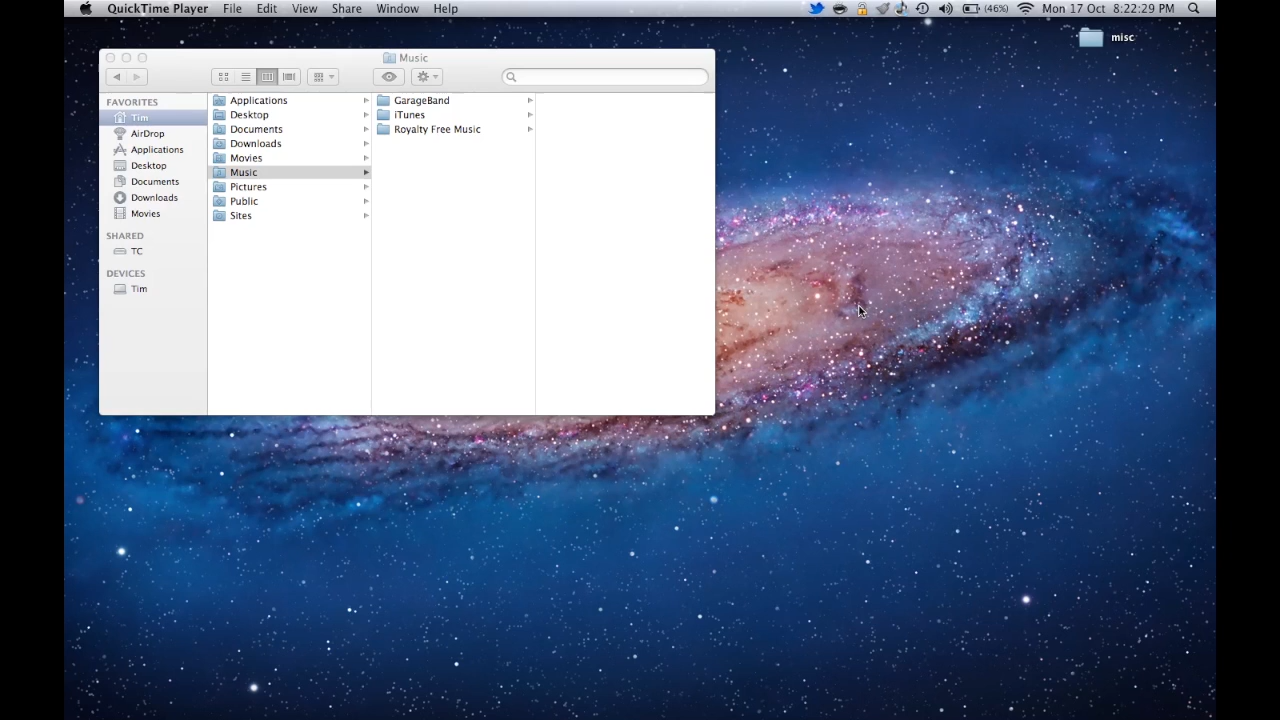 QuickTime Player File Edit View Share Window Help (46%) Mon 17 Oct 8:22:29 PM
misc
Music
FAVORITES
Tim
AirDrop
Applications
Desktop
Documents
Downloads
Movies
SHARED
TC
DEVICES
Tim
Applications
Desktop
Documents
Downloads
Movies
Music
Pictures
Public
Sites
GarageBand
iTunes
Royalty Free Music